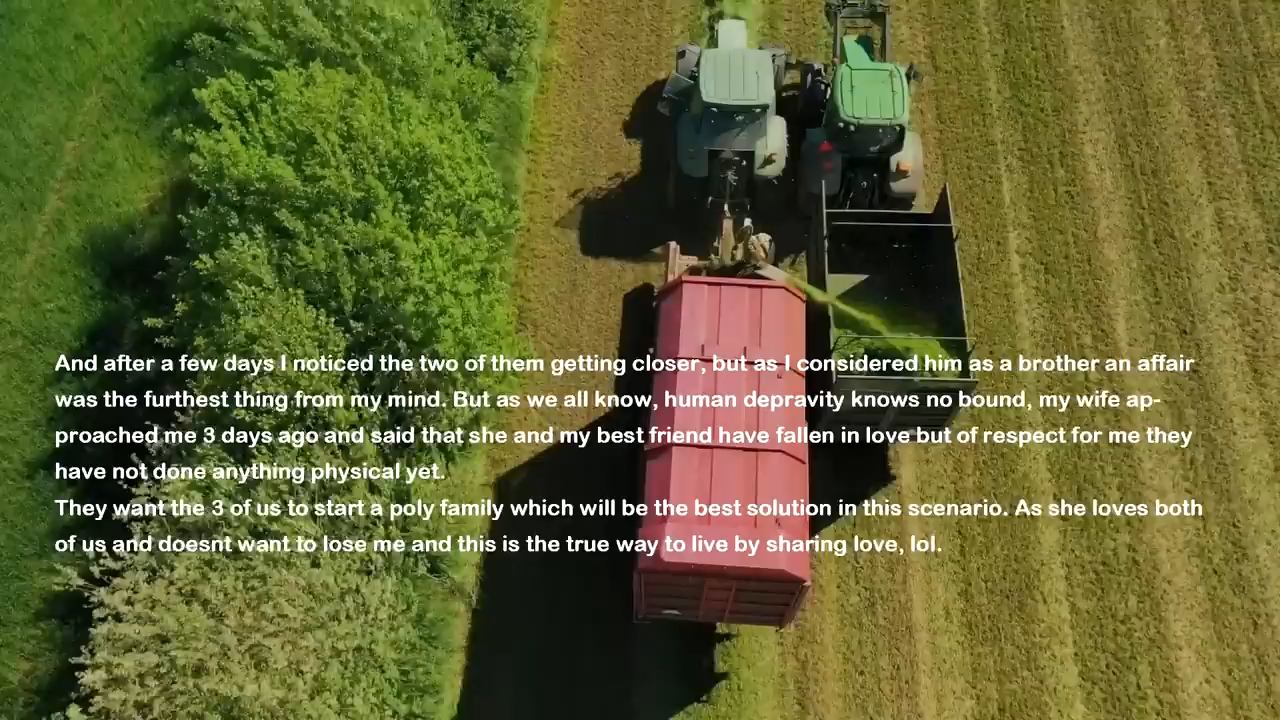 And after a few days I noticed the two of them getting closer, but as I considered him as a brother an affair
was the furthest thing from my mind. But as we all know, human depravity knows no bound, my wife ap-
proached me 3 days ago and said that she and my best friend have fallen in love but of respect for me they
have not done anything physical yet.
They want the 3 of us to start a poly family which will be the best solution in this scenario. As she loves both
of us and doesnt want to lose me and this is the true way to live by sharing love, lol.